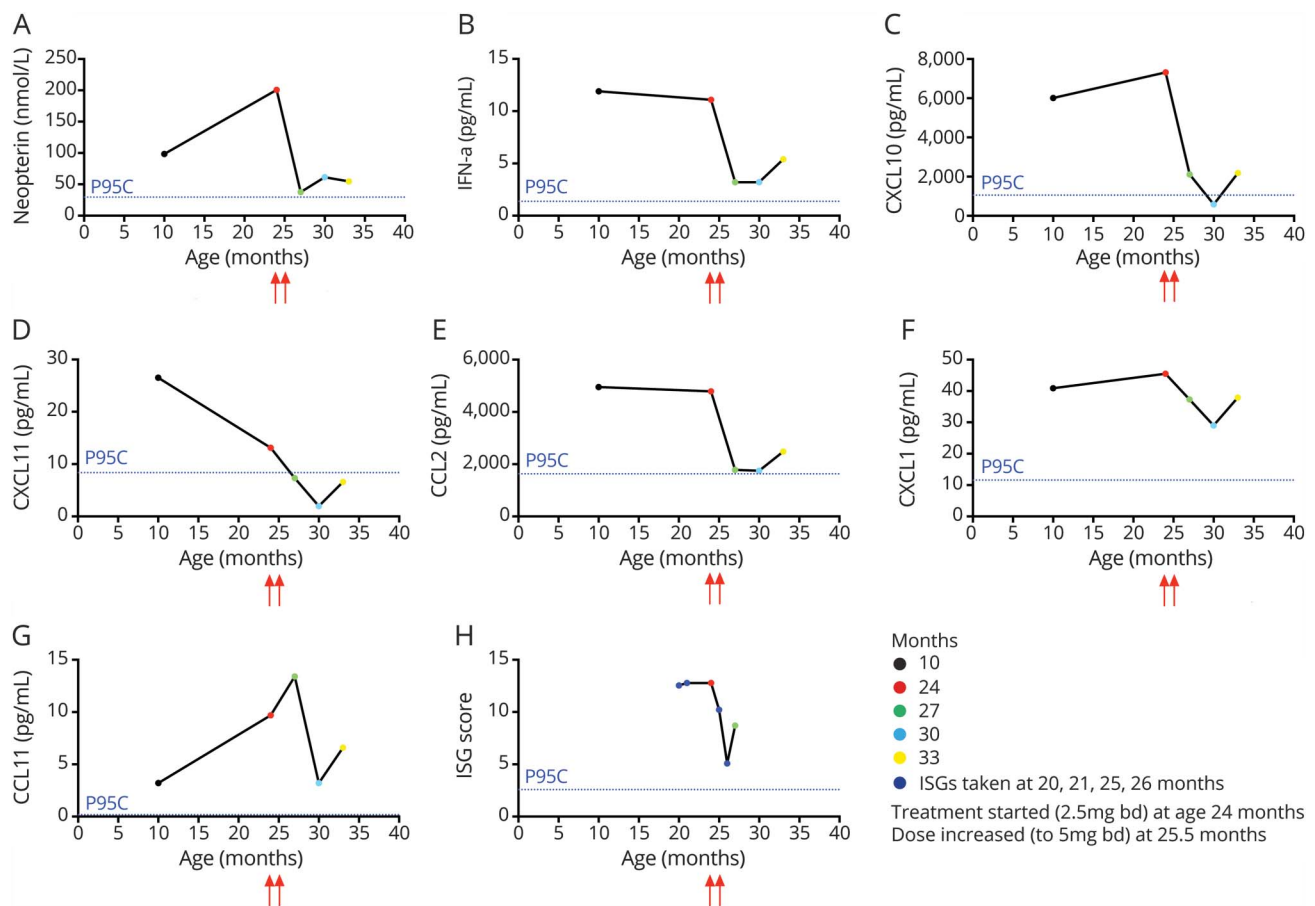 A
Neopterin (nmol/L)
250
200
150
100
50
0
P95C
0 5 10 15 20 25 30 35 40
Age (months)
B
IFN-a (pg/mL)
15
10
5
0
P95C
0 5 10 15 20 25 30 35 40
Age (months)
C
CXCL10 (pg/mL)
8,000
6,000
4,000
2,000
0
P95C
0 5 10 15 20 25 30 35 40
Age (months)
D
CXCL11 (pg/mL)
30
20
10
0
P95C
0 5 10 15 20 25 30 35 40
Age (months)
E
CCL2 (pg/mL)
6,000
4,000
2,000
0
P95C
0 5 10 15 20 25 30 35 40
Age (months)
F
CXCL1 (pg/mL)
50
40
30
20
10
0
P95C
0 5 10 15 20 25 30 35 40
Age (months)
G
CCL11 (pg/mL)
15
10
5
0
P95C
0 5 10 15 20 25 30 35 40
Age (months)
H
ISG score
15
10
5
0
P95C
0 5 10 15 20 25 30 35 40
Age (months)
Months
10
24
27
30
33
ISGs taken at 20, 21, 25, 26 months
Treatment started (2.5mg bd) at age 24 months
Dose increased (to 5mg bd) at 25.5 months